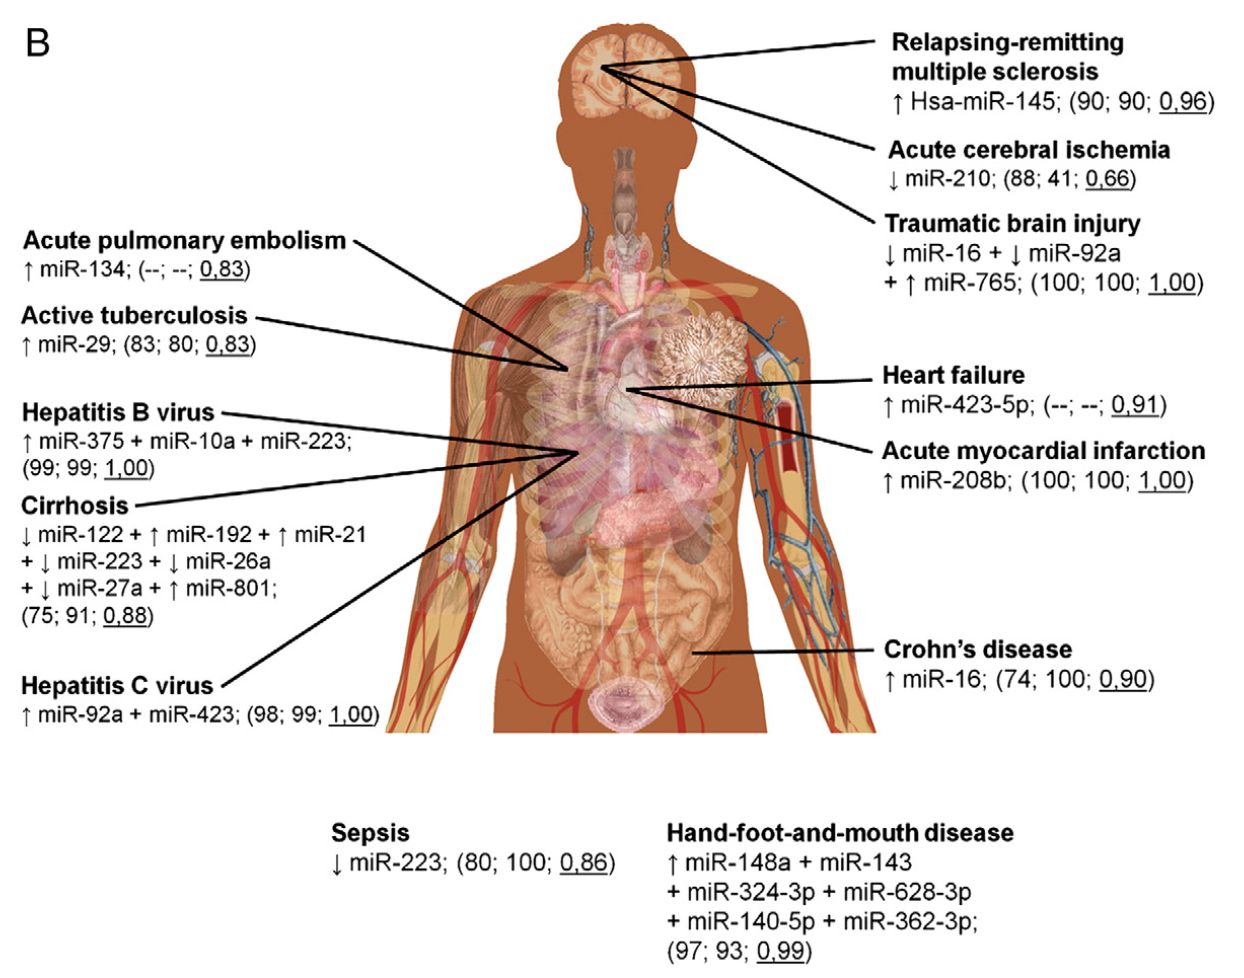 B
Relapsing-remitting
multiple sclerosis
↑ Hsa-miR-145; (90; 90; 0,96)
Acute cerebral ischemia
↓ miR-210; (88; 41; 0,66)
Traumatic brain injury
↓ miR-16 + ↓ miR-92a
+ ↑ miR-765; (100; 100; 1,00)
Acute pulmonary embolism
↑ miR-134; (--; --; 0,83)
Active tuberculosis
↑ miR-29; (83; 80; 0,83)
Hepatitis B virus
↑ miR-375 + miR-10a + miR-223;
(99; 99; 1,00)
Cirrhosis
↓ miR-122 + ↑ miR-192 + ↑ miR-21
+ ↓ miR-223 + ↓ miR-26a
+ ↓ miR-27a + ↑ miR-801;
(75; 91; 0,88)
Hepatitis C virus
↑ miR-92a + miR-423; (98; 99; 1,00)
Heart failure
↑ miR-423-5p; (--; --; 0,91)
Acute myocardial infarction
↑ miR-208b; (100; 100; 1,00)
Crohn's disease
↑ miR-16; (74; 100; 0,90)
Sepsis
↓ miR-223; (80; 100; 0,86)
Hand-foot-and-mouth disease
↑ miR-148a + miR-143
+ miR-324-3p + miR-628-3p
+ miR-140-5p + miR-362-3p;
(97; 93; 0,99)